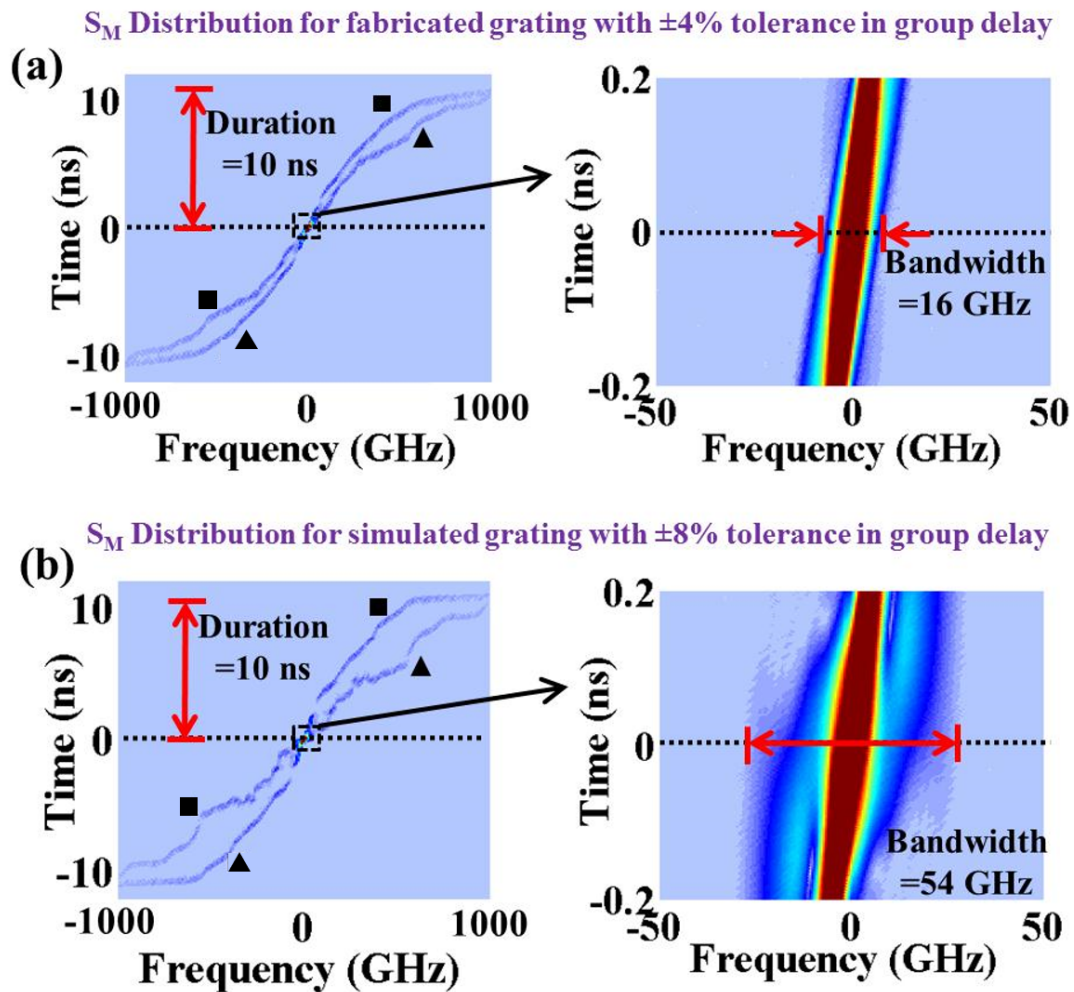 S_M Distribution for fabricated grating with ±4% tolerance in group delay
(a)
10
0
-10
Time (ns)
Duration
=10 ns
-1000
0
1000
Frequency (GHz)
0.2
0
-0.2
Time (ns)
Bandwidth
=16 GHz
-50
0
50
Frequency (GHz)
S_M Distribution for simulated grating with ±8% tolerance in group delay
(b)
10
0
-10
Time (ns)
Duration
=10 ns
-1000
0
1000
Frequency (GHz)
0.2
0
-0.2
Time (ns)
Bandwidth
=54 GHz
-50
0
50
Frequency (GHz)